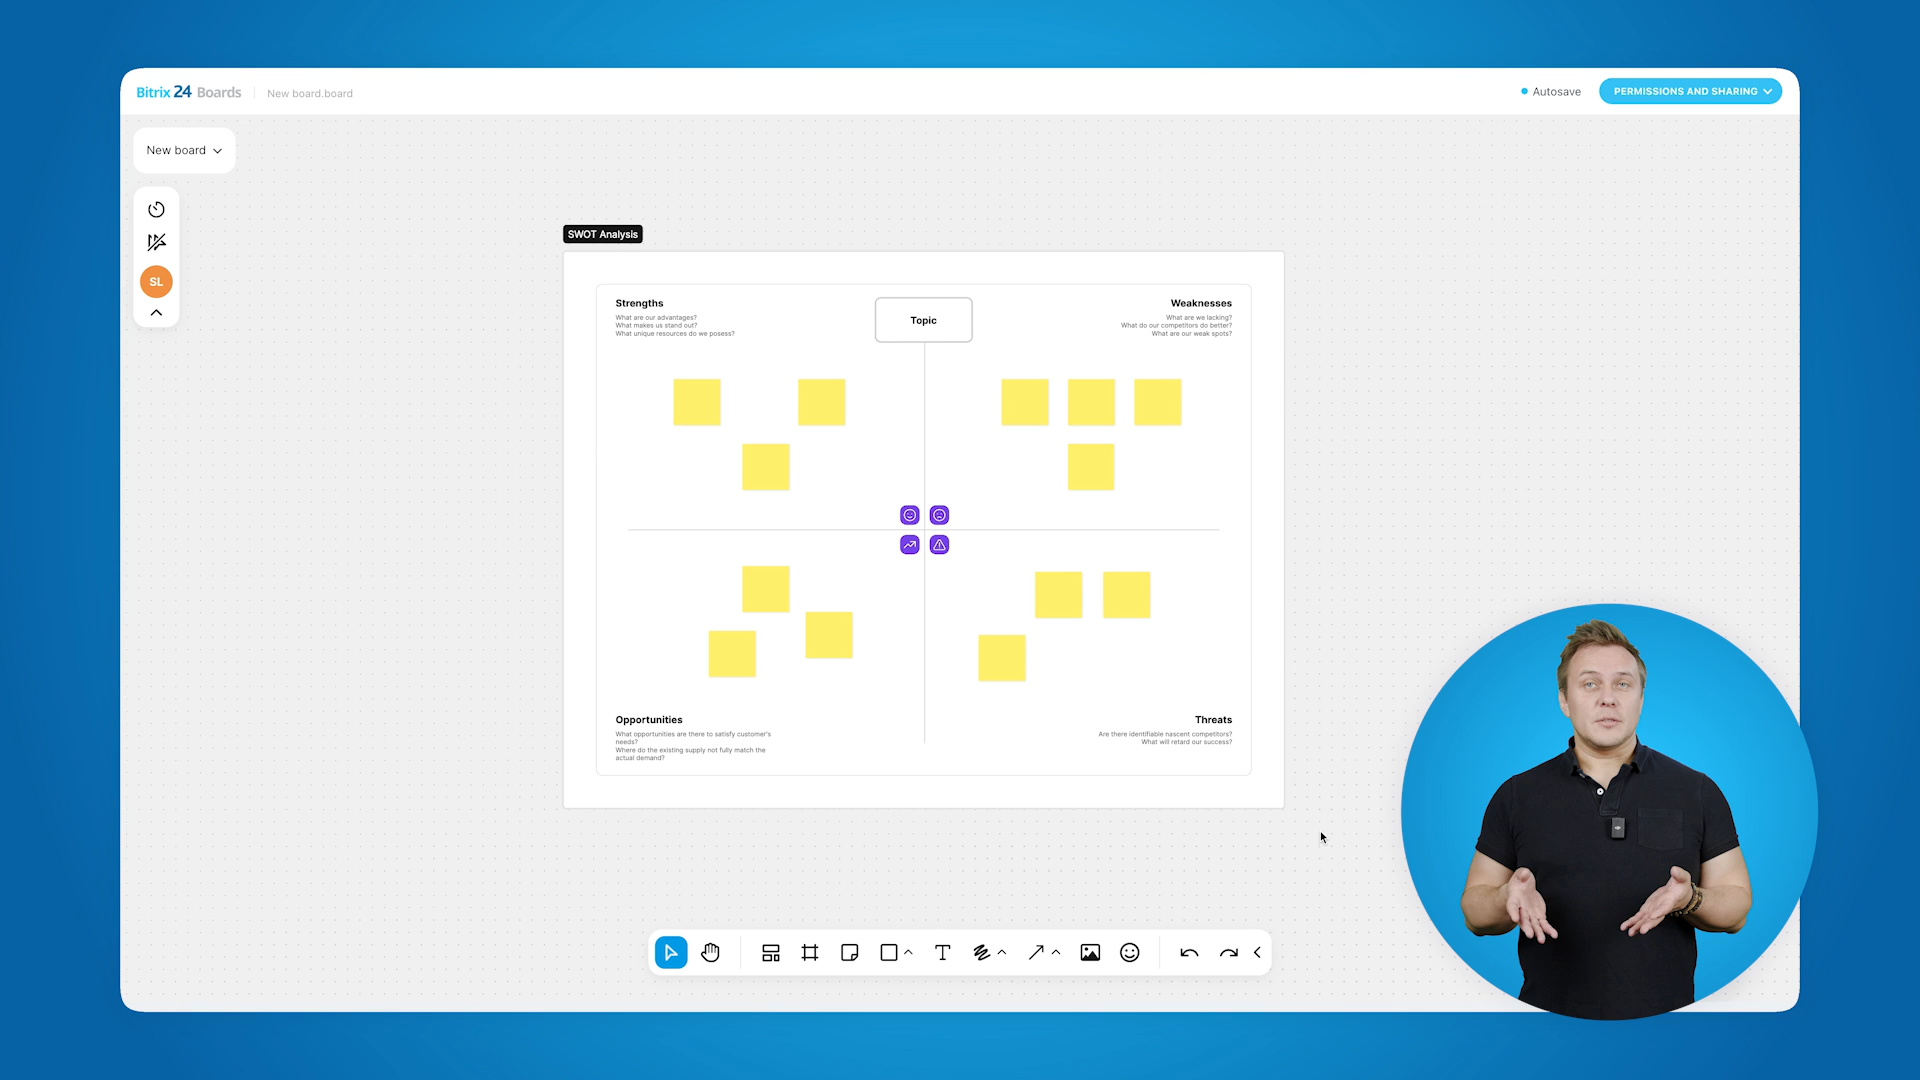 Bitrix 24 Boards
New board.board
Autosave
PERMISSIONS AND SHARING
New board
SL
SWOT Analysis
Strengths
What are our advantages?
What makes us stand out?
What unique resources do we posess?
Topic
Weaknesses
What are we lacking?
What do our competitors do better?
What are our weak spots?
Opportunities
What opportunities are there to satisfy customer's
needs?
Where do the existing supply not fully match the
actual demand?
Threats
Are there identifiable nascent competitors?
What will retard our success?